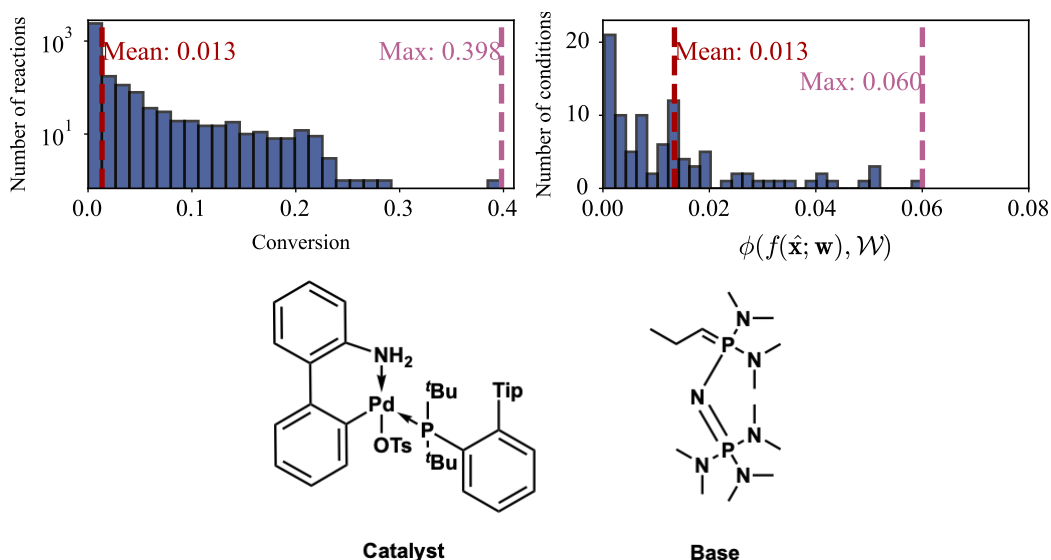 Number of reactions
10³
10¹
Mean: 0.013
Max: 0.398
0.0 0.1 0.2 0.3 0.4
Conversion
Number of conditions
20
10
0
Mean: 0.013
Max: 0.060
0.00 0.02 0.04 0.06 0.08
ϕ(f(x̂; w), 𝒲)
NH₂
Pd
OTs
ᵗBu
P
ᵗBu
Tip
Catalyst
N
P
N
N
N
P
N
N
Base